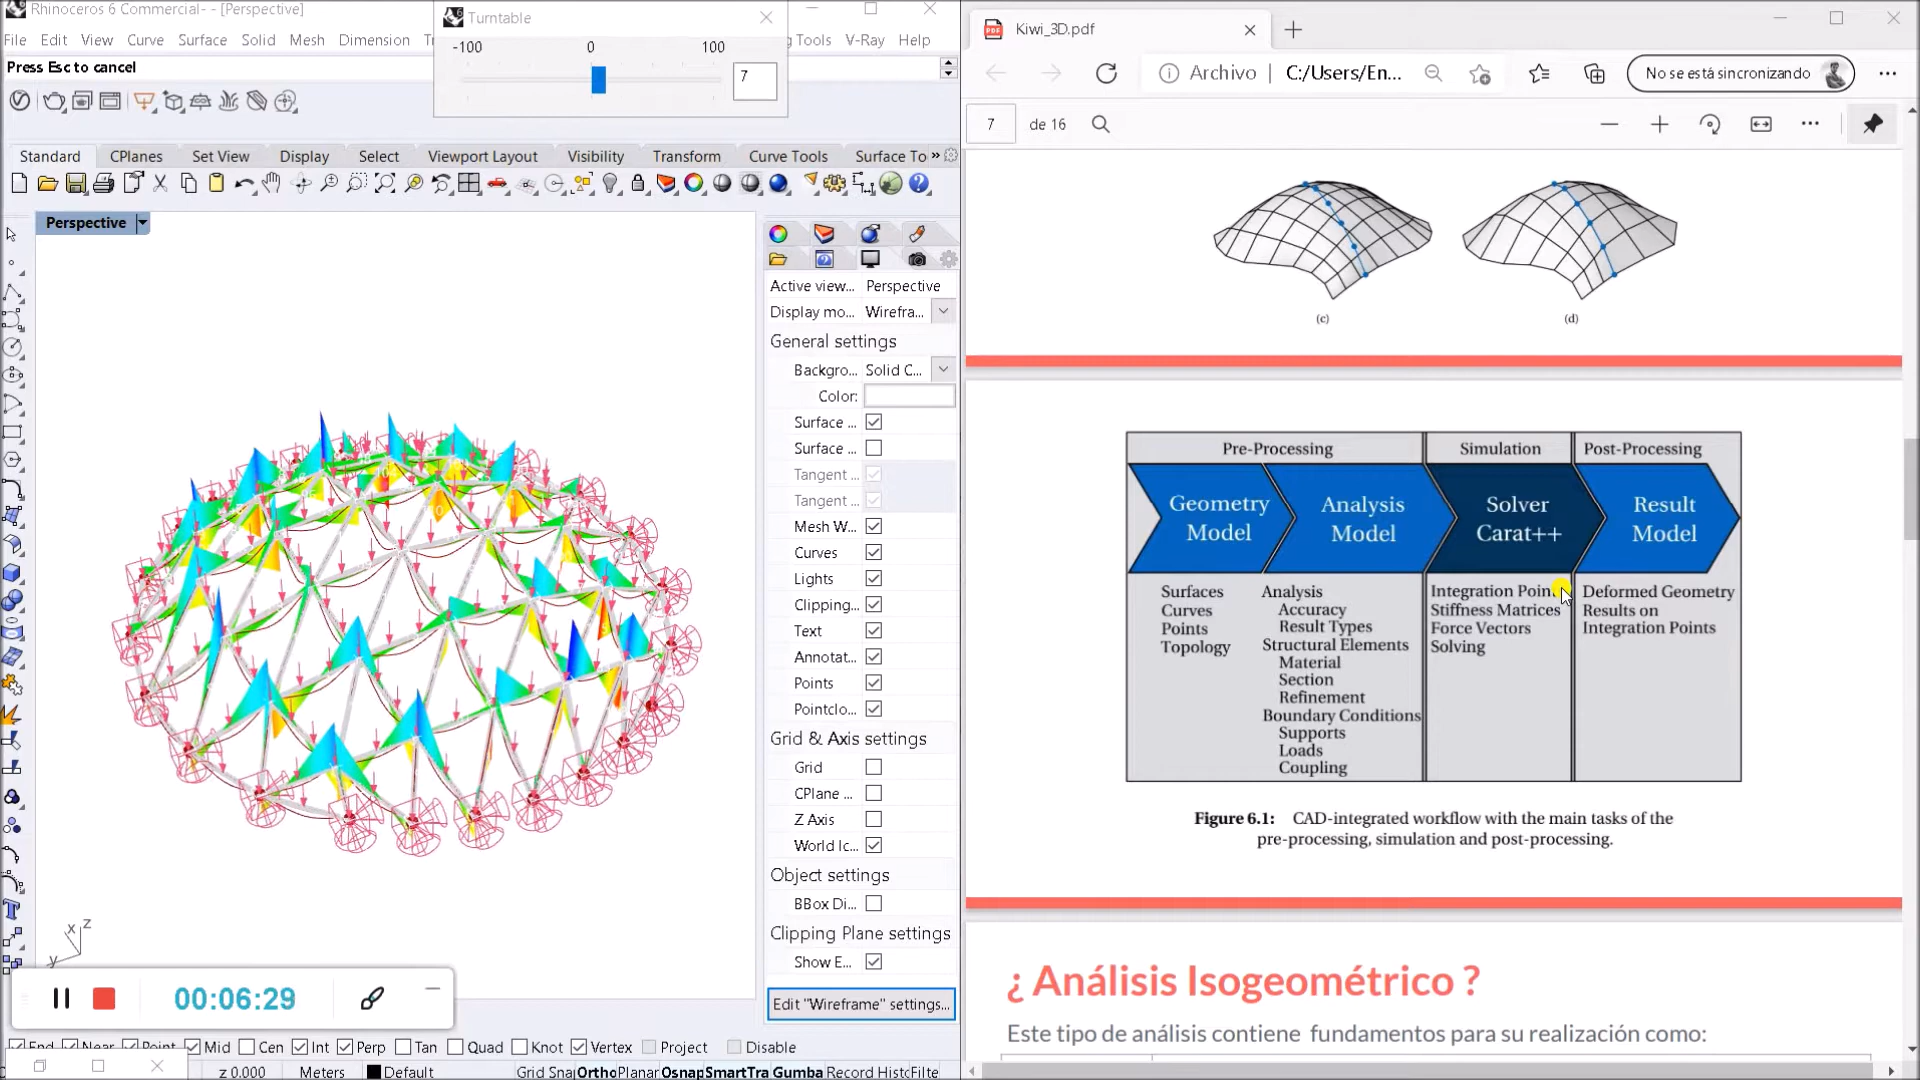 Rhinoceros 6 Commercial- - [Perspective]
File Edit View Curve Surface Solid Mesh Dimension Tools V-Ray Help
Press Esc to cancel
Turntable
-100 0 100
7
Standard CPlanes Set View Display Select Viewport Layout Visibility Transform Curve Tools Surface To »
Perspective
Active view... Perspective
Display mo... Wirefra...
General settings
Backgro... Solid C...
Color:
Surface ...
Surface ...
Tangent ...
Tangent ...
Mesh W...
Curves
Lights
Clipping...
Text
Annotat...
Points
Pointclo...
Grid & Axis settings
Grid
CPlane ...
Z Axis
World Ic...
Object settings
BBox Di...
Clipping Plane settings
Show E...
Edit "Wireframe" settings...
x z
y
00:06:29
End Near Point Mid Cen Int Perp Tan Quad Knot Vertex Project Disable
z 0.000 Meters Default Grid Snap Ortho Planar Osnap SmartTra Gumba Record Histo Filte
Kiwi_3D.pdf
Archivo C:/Users/En... No se está sincronizando
7 de 16
(c) (d)
Pre-Processing Simulation Post-Processing
Geometry Model
Analysis Model
Solver Carat++
Result Model
Surfaces
Curves
Points
Topology
Analysis
Accuracy
Result Types
Structural Elements
Material
Section
Refinement
Boundary Conditions
Supports
Loads
Coupling
Integration Point
Stiffness Matrices
Force Vectors
Solving
Deformed Geometry
Results on
Integration Points
Figure 6.1: CAD-integrated workflow with the main tasks of the
pre-processing, simulation and post-processing.
¿ Análisis Isogeométrico ?
Este tipo de análisis contiene fundamentos para su realización como: